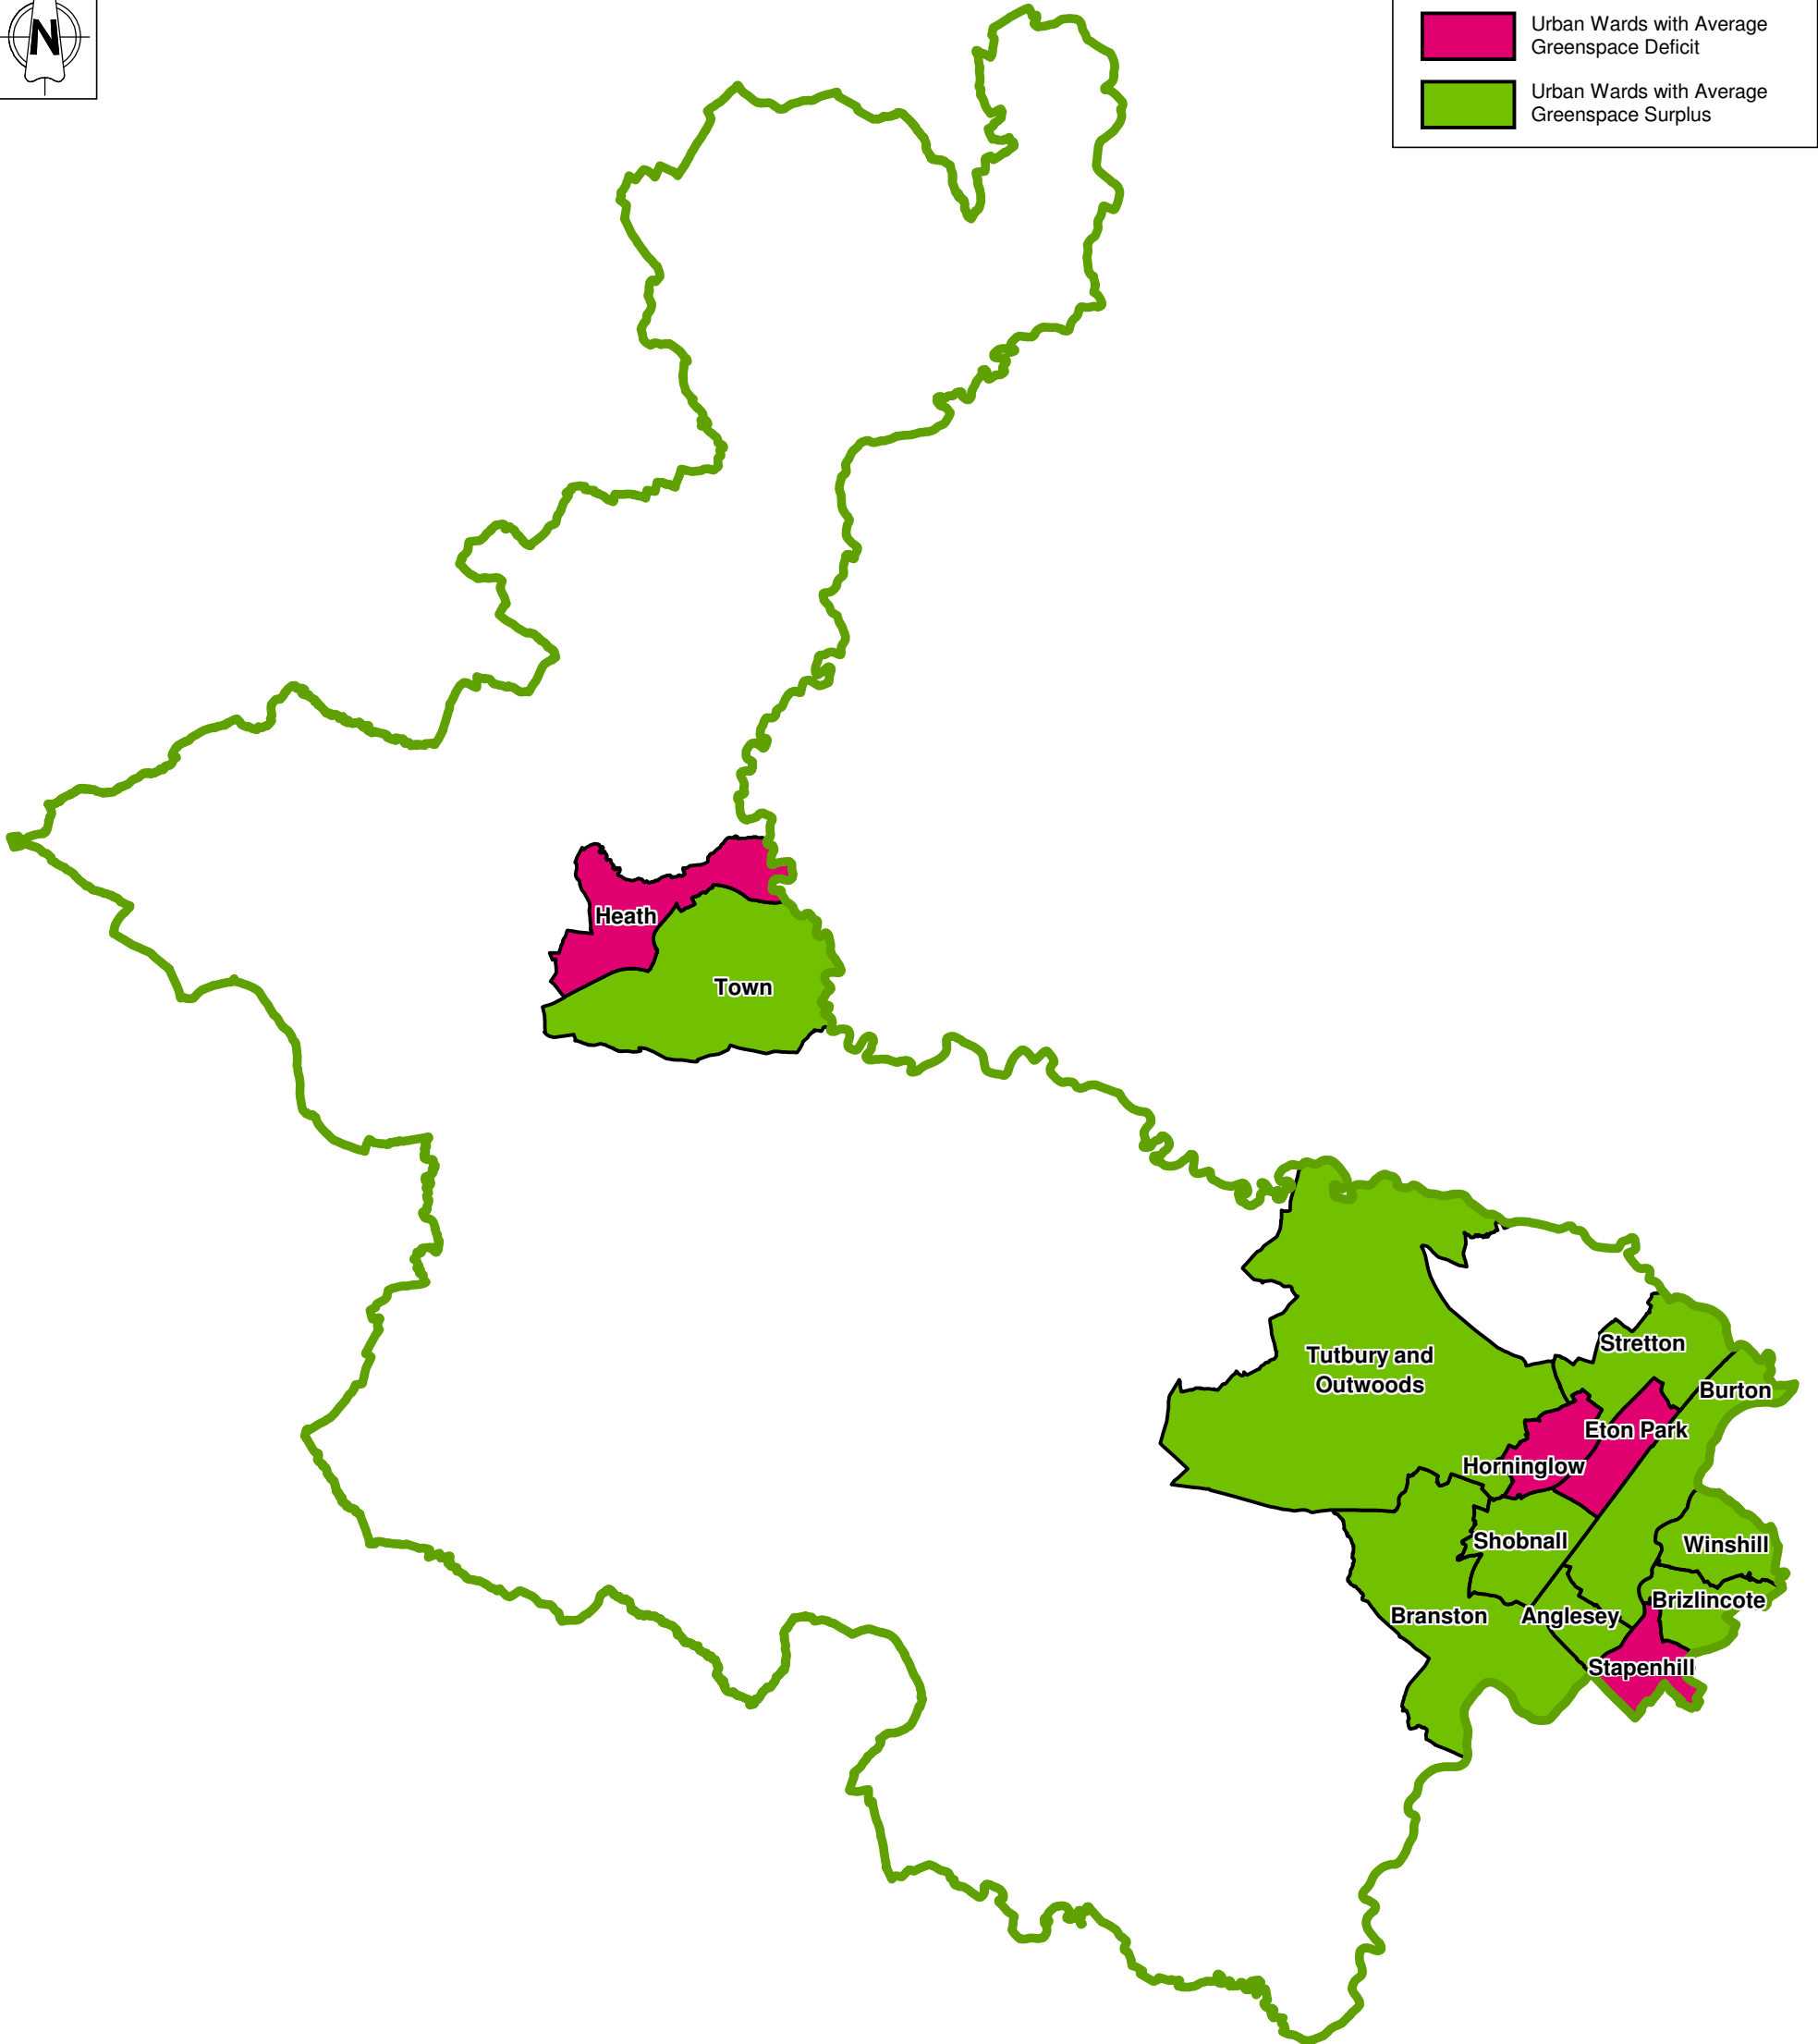 N
Urban Wards with Average
Greenspace Deficit
Urban Wards with Average
Greenspace Surplus
Heath
Town
Stretton
Tutbury and
Outwoods
Burton
Eton Park
Horninglow
Shobnall
Winshill
Brizlincote
Branston
Anglesey
Stapenhill